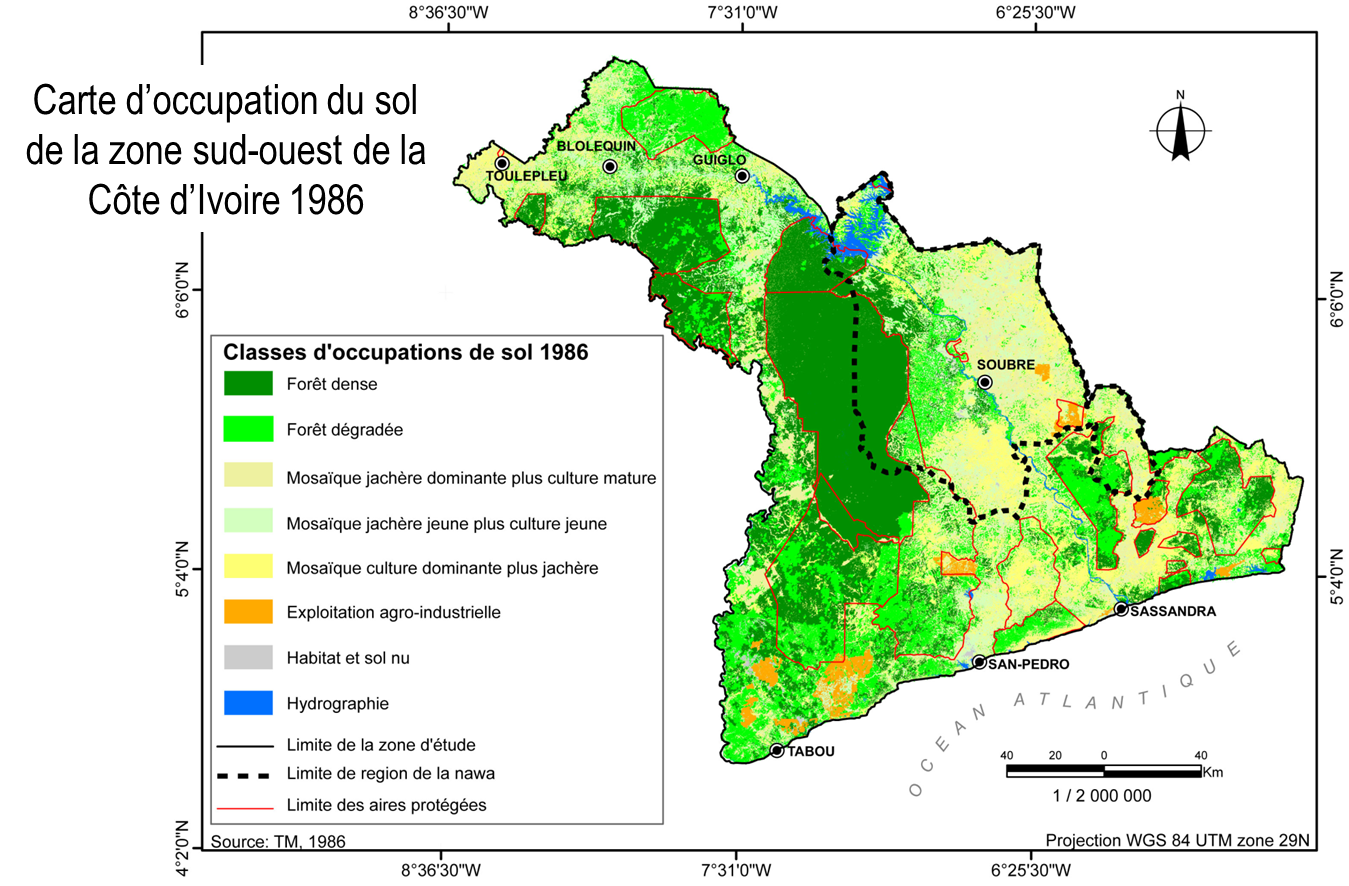 8°36'30"W
7°31'0"W
6°25'30"W
Carte d'occupation du sol
de la zone sud-ouest de la
Côte d'Ivoire 1986
N
BLOLEQUIN
GUIGLO
TOULEPLEU
6°6'0"N
6°6'0"N
SOUBRE
Classes d'occupations de sol 1986
Forêt dense
Forêt dégradée
Mosaïque jachère dominante plus culture mature
Mosaïque jachère jeune plus culture jeune
Mosaïque culture dominante plus jachère
Exploitation agro-industrielle
Habitat et sol nu
Hydrographie
Limite de la zone d'étude
Limite de region de la nawa
Limite des aires protégées
5°4'0"N
5°4'0"N
SASSANDRA
SAN-PEDRO
TABOU
OCEAN ATLANTIQUE
40 20 0 40
Km
1 / 2 000 000
4°2'0"N
Source: TM, 1986
Projection WGS 84 UTM zone 29N
8°36'30"W
7°31'0"W
6°25'30"W